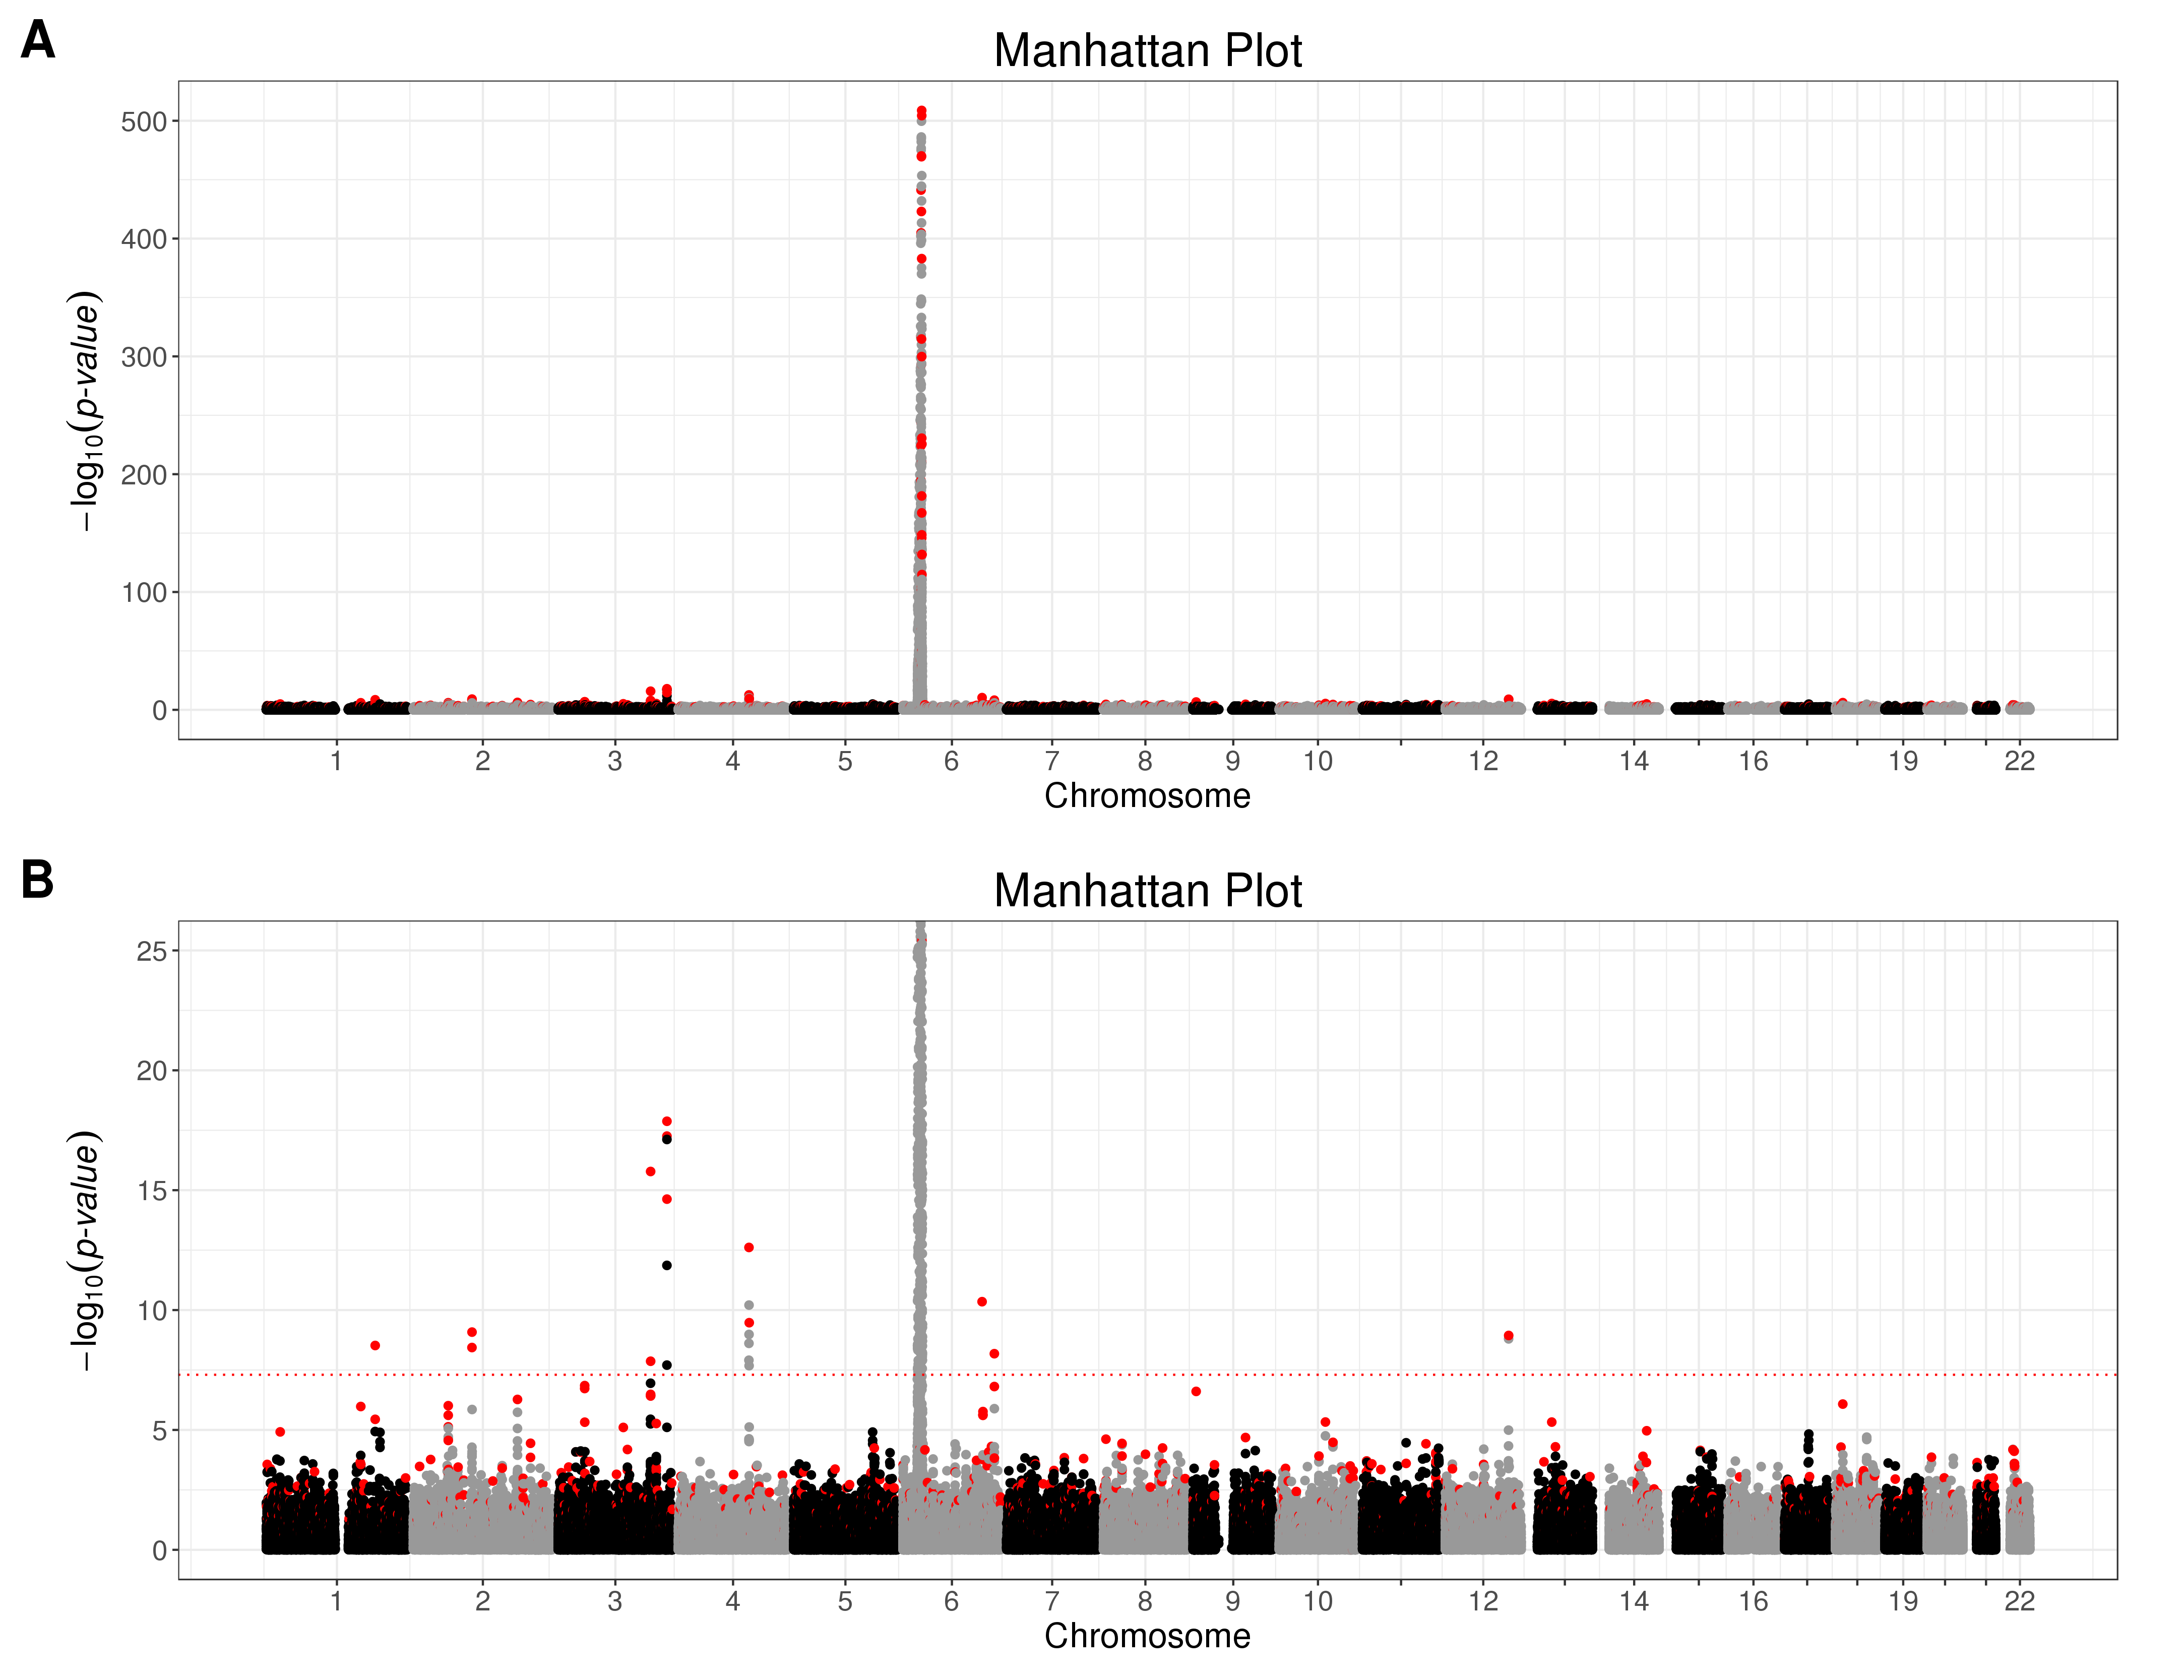 A
Manhattan Plot
500
400
300
200
100
0
−log10(p-value)
1 2 3 4 5 6 7 8 9 10 12 14 16 19 22
Chromosome
B
Manhattan Plot
25
20
15
10
5
0
−log10(p-value)
1 2 3 4 5 6 7 8 9 10 12 14 16 19 22
Chromosome